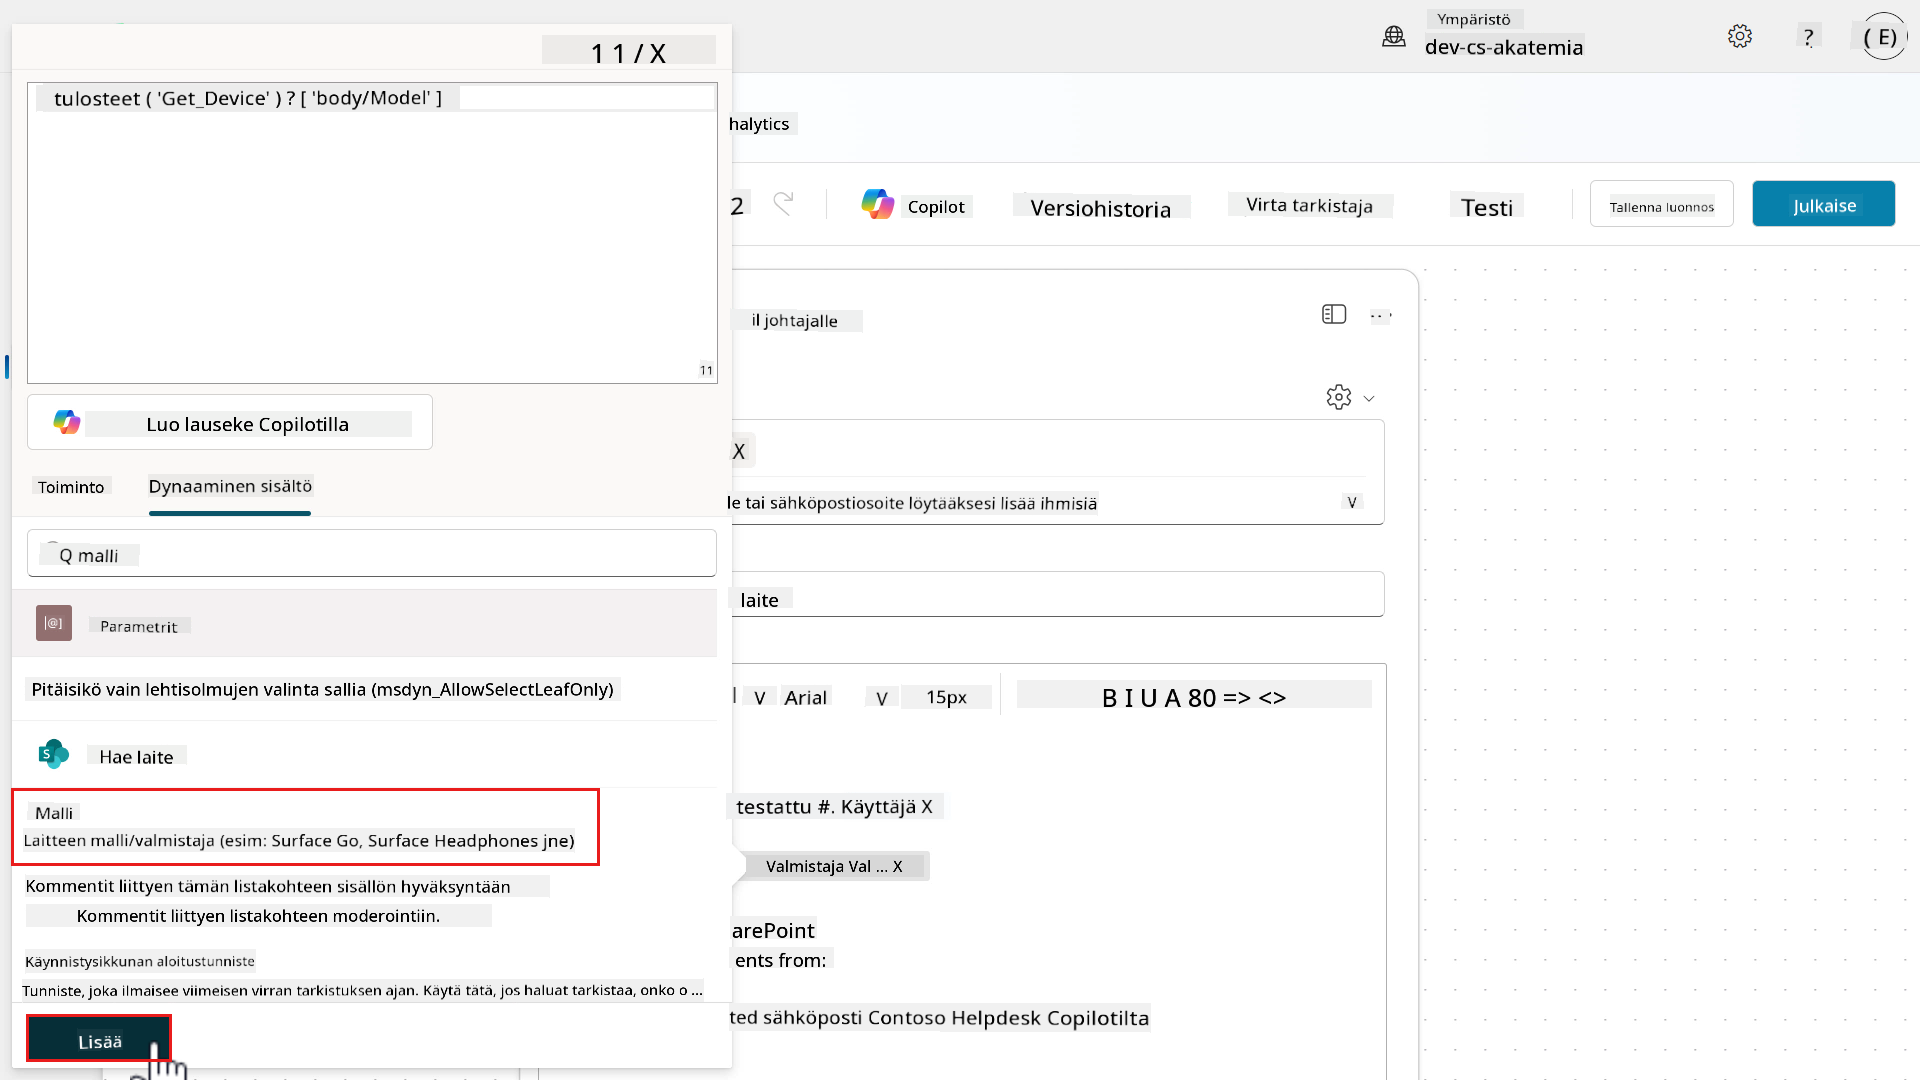 1 1 / X
Ympäristö
dev-cs-akatemia
?
( E)
tulosteet ( 'Get_Device' ) ? [ 'body/Model' ]
halytics
2
Copilot
Versiohistoria
Virta tarkistaja
Testi
Tallenna luonnos
Julkaise
il johtajalle
11
Luo lauseke Copilotilla
X
Toiminto
Dynaaminen sisältö
le tai sähköpostiosoite löytääksesi lisää ihmisiä
V
Q malli
laite
|@]
Parametrit
Pitäisikö vain lehtisolmujen valinta sallia (msdyn_AllowSelectLeafOnly)
V Arial V 15px
B I U A 80 => <>
S
Hae laite
Malli
Laitteen malli/valmistaja (esim: Surface Go, Surface Headphones jne)
testattu #. Käyttäjä X
Valmistaja Val ... X
Kommentit liittyen tämän listakohteen sisällön hyväksyntään
Kommentit liittyen listakohteen moderointiin.
arePoint
ents from:
Käynnistysikkunan aloitustunniste
Tunniste, joka ilmaisee viimeisen virran tarkistuksen ajan. Käytä tätä, jos haluat tarkistaa, onko o ...
ted sähköposti Contoso Helpdesk Copilotilta
Lisää